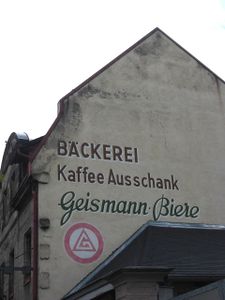 BÄCKEREI
Kaffee Ausschank
Geismann-Biere